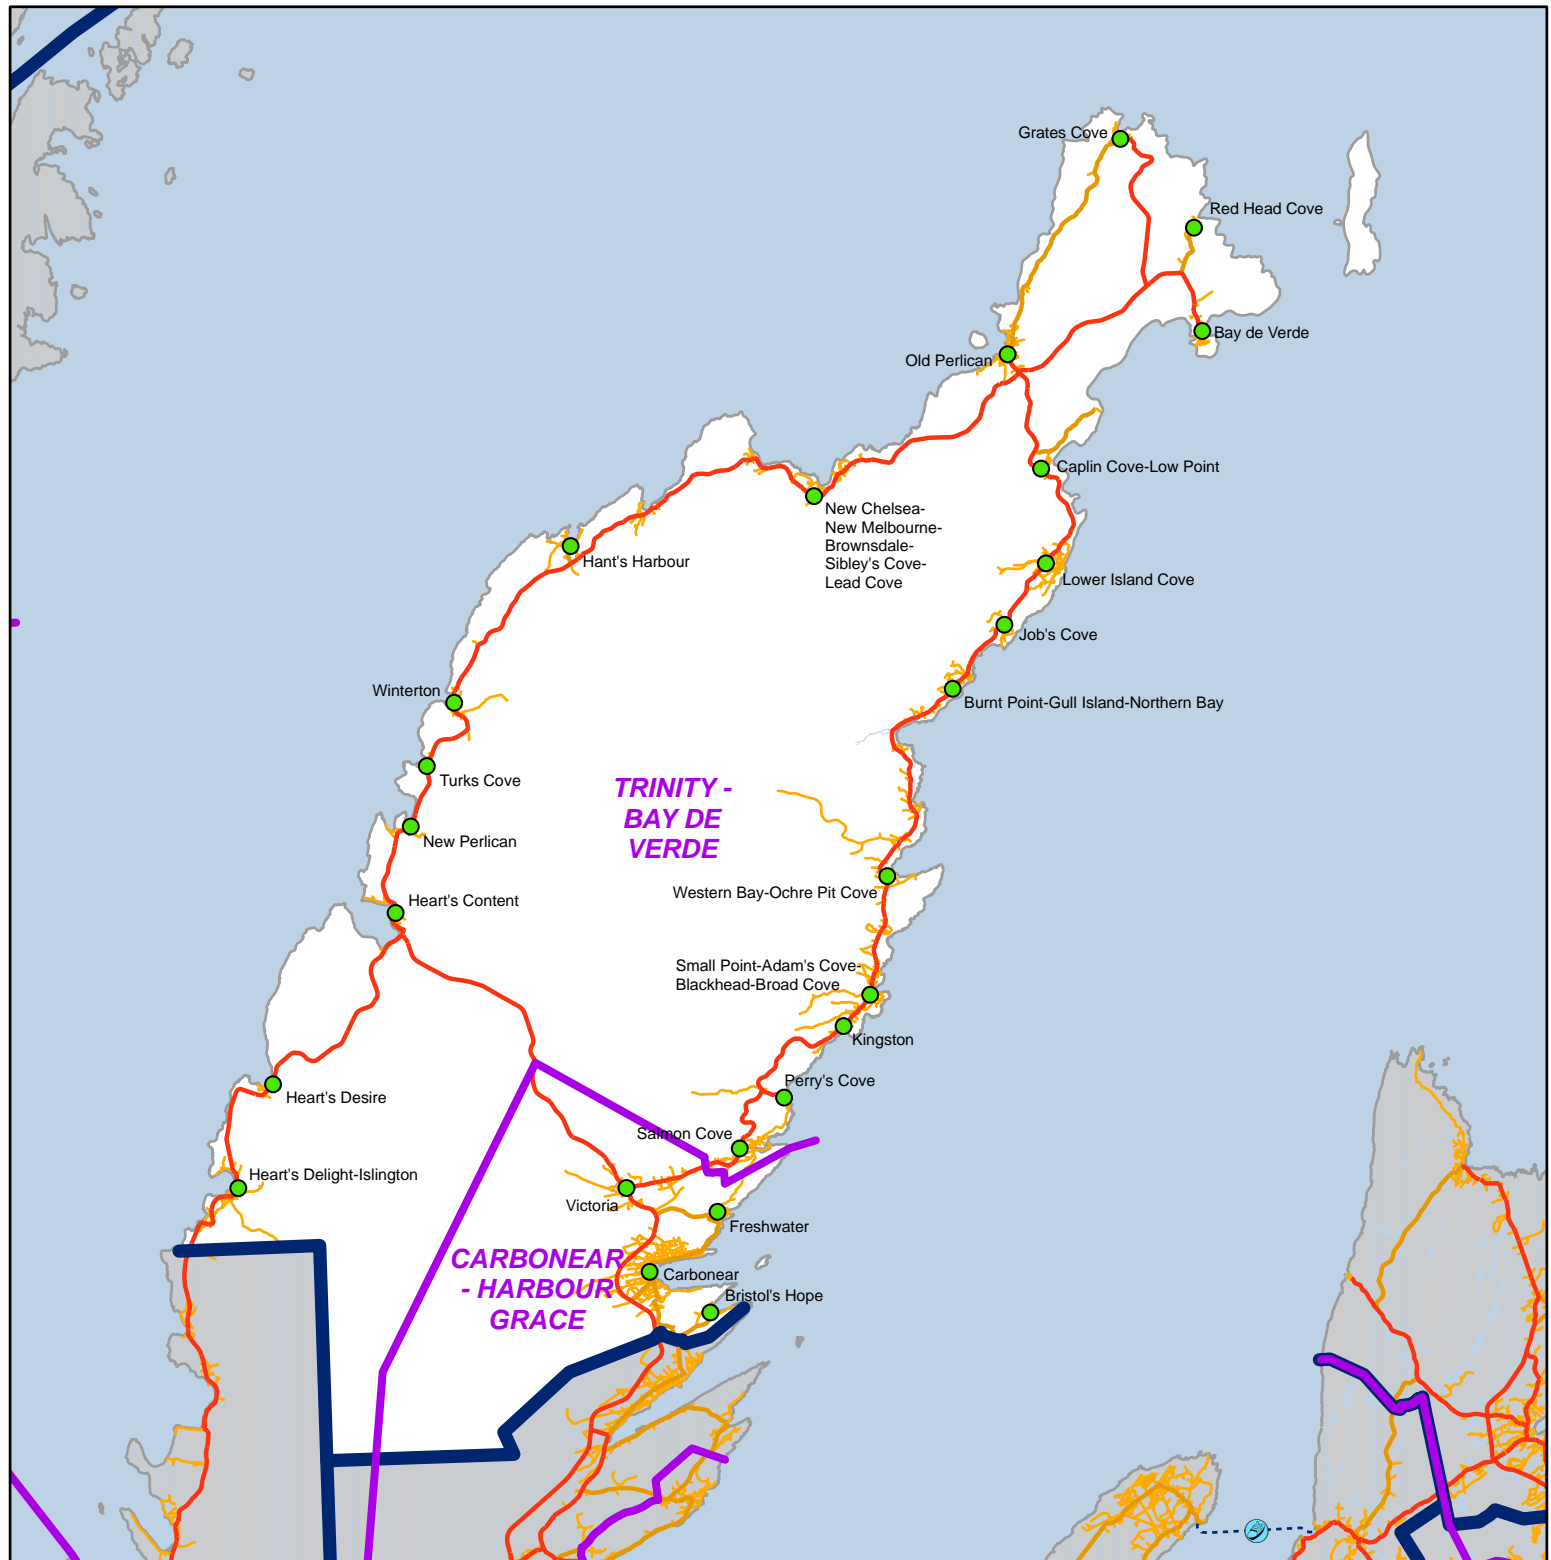 Grates Cove
Red Head Cove
Bay de Verde
Old Perlican
Caplin Cove-Low Point
New Chelsea-
New Melbourne-
Brownsdale-
Sibley's Cove-
Lead Cove
Hant's Harbour
Lower Island Cove
Job's Cove
Winterton
Burnt Point-Gull Island-Northern Bay
Turks Cove
TRINITY -
BAY DE
VERDE
New Perlican
Western Bay-Ochre Pit Cove
Heart's Content
Small Point-Adam's Cove-
Blackhead-Broad Cove
Kingston
Perry's Cove
Heart's Desire
Salmon Cove
Heart's Delight-Islington
Victoria
Freshwater
CARBONEAR
- HARBOUR
GRACE
Carbonear
Bristol's Hope